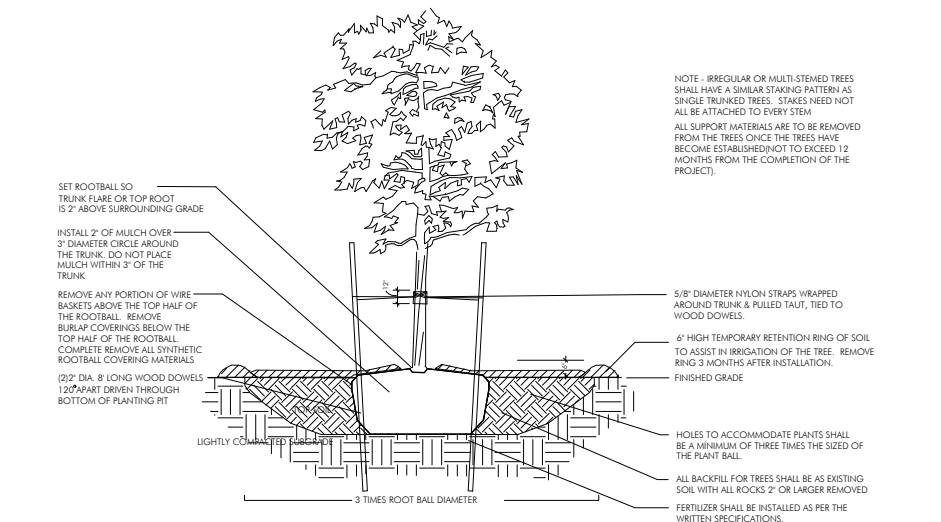 NOTE - IRREGULAR OR MULTI-STEMED TREES
SHALL HAVE A SIMILAR STAKING PATTERN AS
SINGLE TRUNKED TREES. STAKES NEED NOT
ALL BE ATTACHED TO EVERY STEM
ALL SUPPORT MATERIALS ARE TO BE REMOVED
FROM THE TREES ONCE THE TREES HAVE
BECOME ESTABLISHED(NOT TO EXCEED 12
MONTHS FROM THE COMPLETION OF THE
PROJECT).
SET ROOTBALL SO
TRUNK FLARE OR TOP ROOT
IS 2" ABOVE SURROUNDING GRADE
INSTALL 2" OF MULCH OVER
3" DIAMETER CIRCLE AROUND
THE TRUNK. DO NOT PLACE
MULCH WITHIN 3" OF THE
TRUNK
REMOVE ANY PORTION OF WIRE
BASKETS ABOVE THE TOP HALF OF
THE ROOTBALL. REMOVE
BURLAP COVERINGS BELOW THE
TOP HALF OF THE ROOTBALL.
COMPLETE REMOVE ALL SYNTHETIC
ROOTBALL COVERING MATERIALS
(2)2" DIA. 8' LONG WOOD DOWELS
120°APART DRIVEN THROUGH
BOTTOM OF PLANTING PIT
12"
6"
TOP SOIL
LIGHTLY COMPACTED SUBGRADE
3 TIMES ROOT BALL DIAMETER
5/8" DIAMETER NYLON STRAPS WRAPPED
AROUND TRUNK & PULLED TAUT, TIED TO
WOOD DOWELS.
6" HIGH TEMPORARY RETENTION RING OF SOIL
TO ASSIST IN IRRIGATION OF THE TREE. REMOVE
RING 3 MONTHS AFTER INSTALLATION.
FINISHED GRADE
HOLES TO ACCOMMODATE PLANTS SHALL
BE A MINIMUM OF THREE TIMES THE SIZED OF
THE PLANT BALL.
ALL BACKFILL FOR TREES SHALL BE AS EXISTING
SOIL WITH ALL ROCKS 2" OR LARGER REMOVED
FERTILIZER SHALL BE INSTALLED AS PER THE
WRITTEN SPECIFICATIONS.